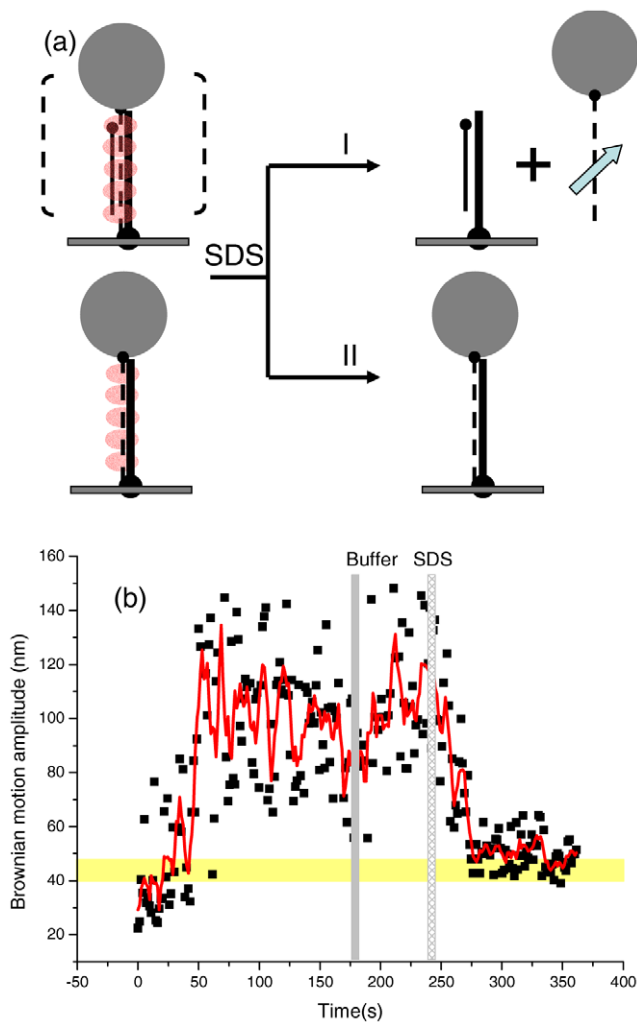 (a)
I
+
SDS
II
Buffer SDS
(b)
160
140
120
100
80
60
40
20
Brownian motion amplitude (nm)
-50 0 50 100 150 200 250 300 350 400
Time(s)